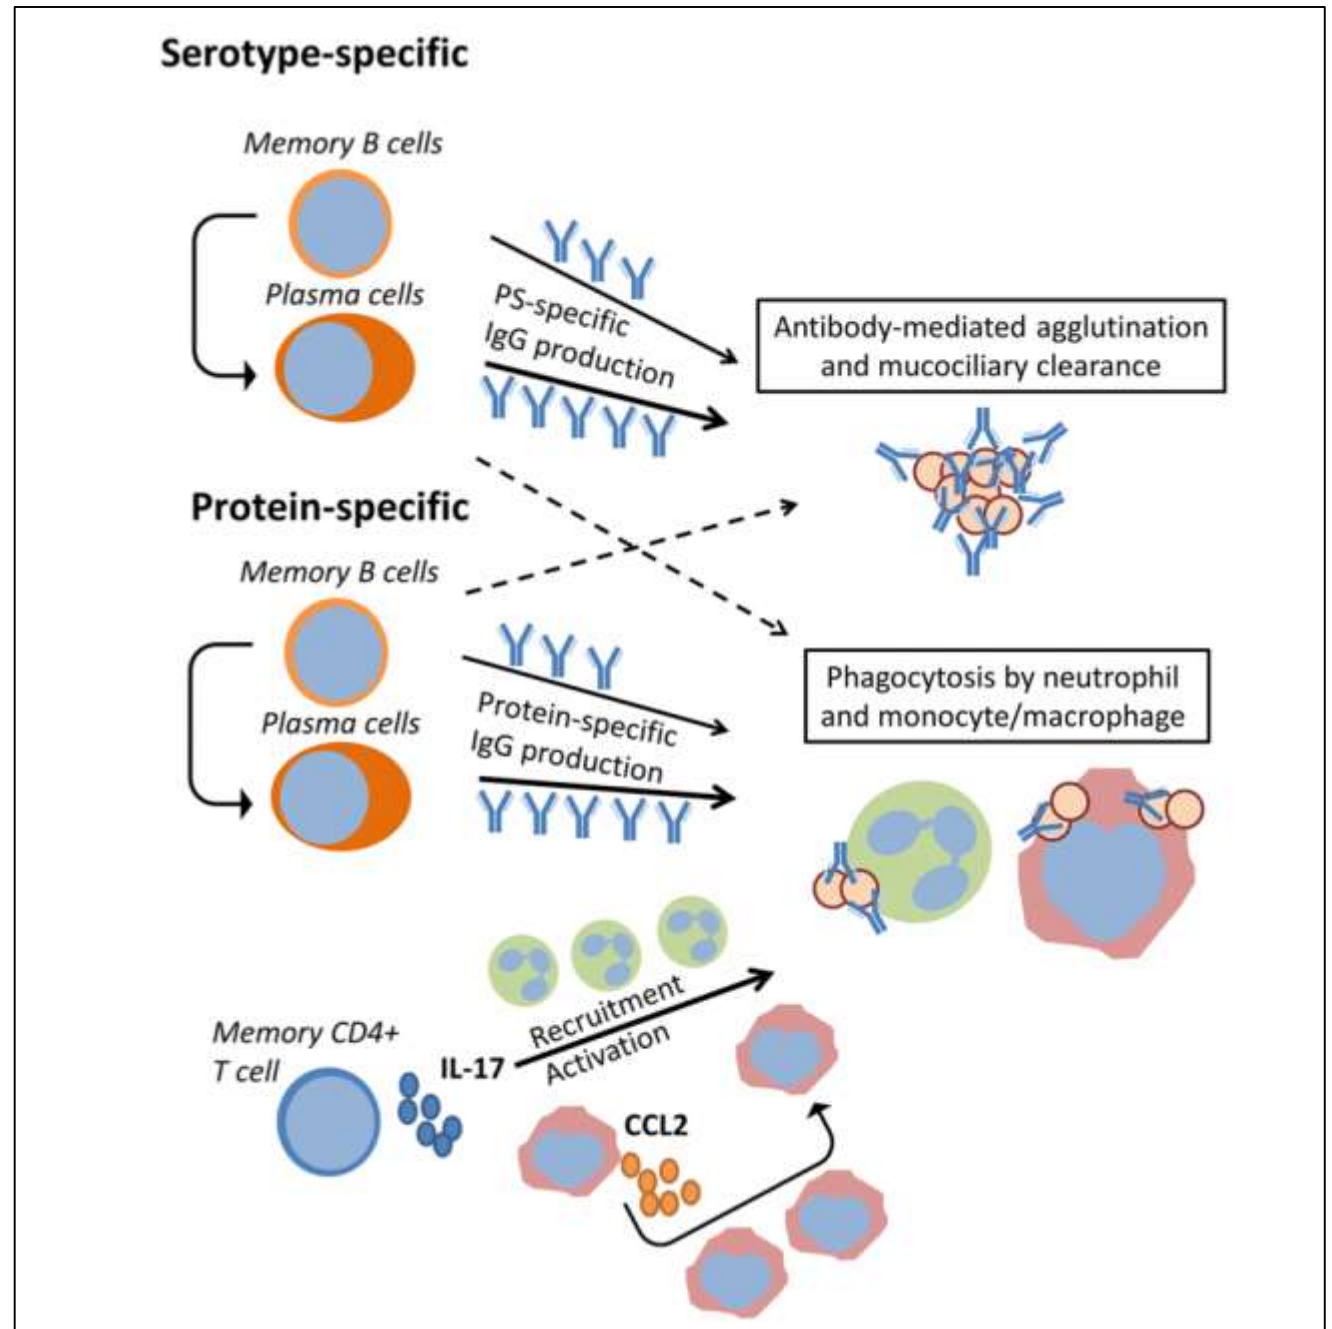 Serotype-specific
Memory B cells
Plasma cells
PS-specific
IgG production
Antibody-mediated agglutination
and mucociliary clearance
Protein-specific
Memory B cells
Plasma cells
Protein-specific
IgG production
Phagocytosis by neutrophil
and monocyte/macrophage
Memory CD4+
T cell
IL-17
Recruitment
Activation
CCL2